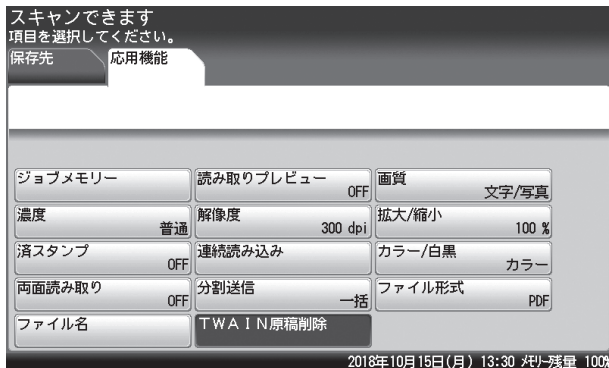 スキャンできます
項目を選択してください。
保存先 応用機能
ジョブメモリー 読み取りプレビュー OFF 画質 文字/写真
濃度 普通 解像度 300 dpi 拡大/縮小 100 %
済スタンプ OFF 連続読み込み カラー/白黒 カラー
両面読み取り OFF 分割送信 一括 ファイル形式 PDF
ファイル名 TWAIN原稿削除
2018年10月15日(月) 13:30 メモリー残量 100%